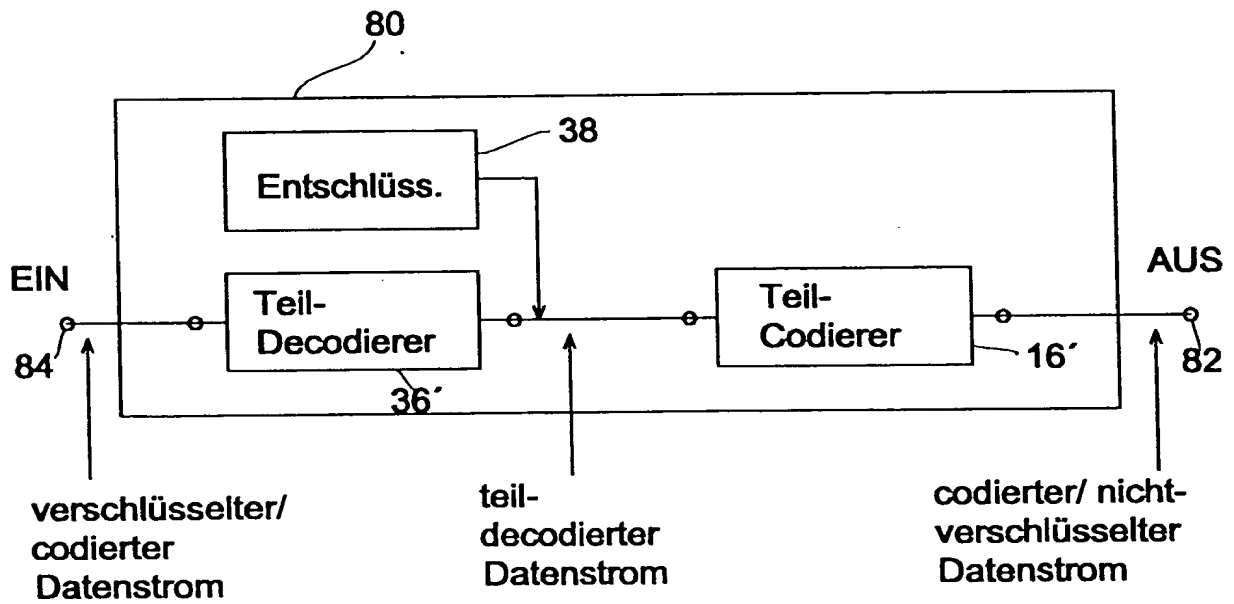 80
38
Entschlüss.
EIN
AUS
Teil-
Decodierer
Teil-
Codierer
84
36´
16´
82
verschlüsselter/
codierter
Datenstrom
teil-
decodierter
Datenstrom
codierter/ nicht-
verschlüsselter
Datenstrom